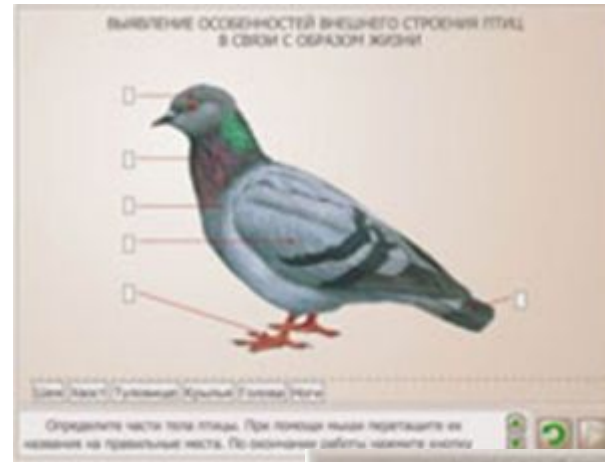 ВЫЯВЛЕНИЕ ОСОБЕННОСТЕЙ ВНЕШНЕГО СТРОЕНИЯ ПТИЦ
В СВЯЗИ С ОБРАЗОМ ЖИЗНИ
Шея Хвост Туловище Крылья Голова Ноги
Определите части тела птицы. При помощи мыши перетащите их
названия на правильные места. По окончании работы нажмите кнопку